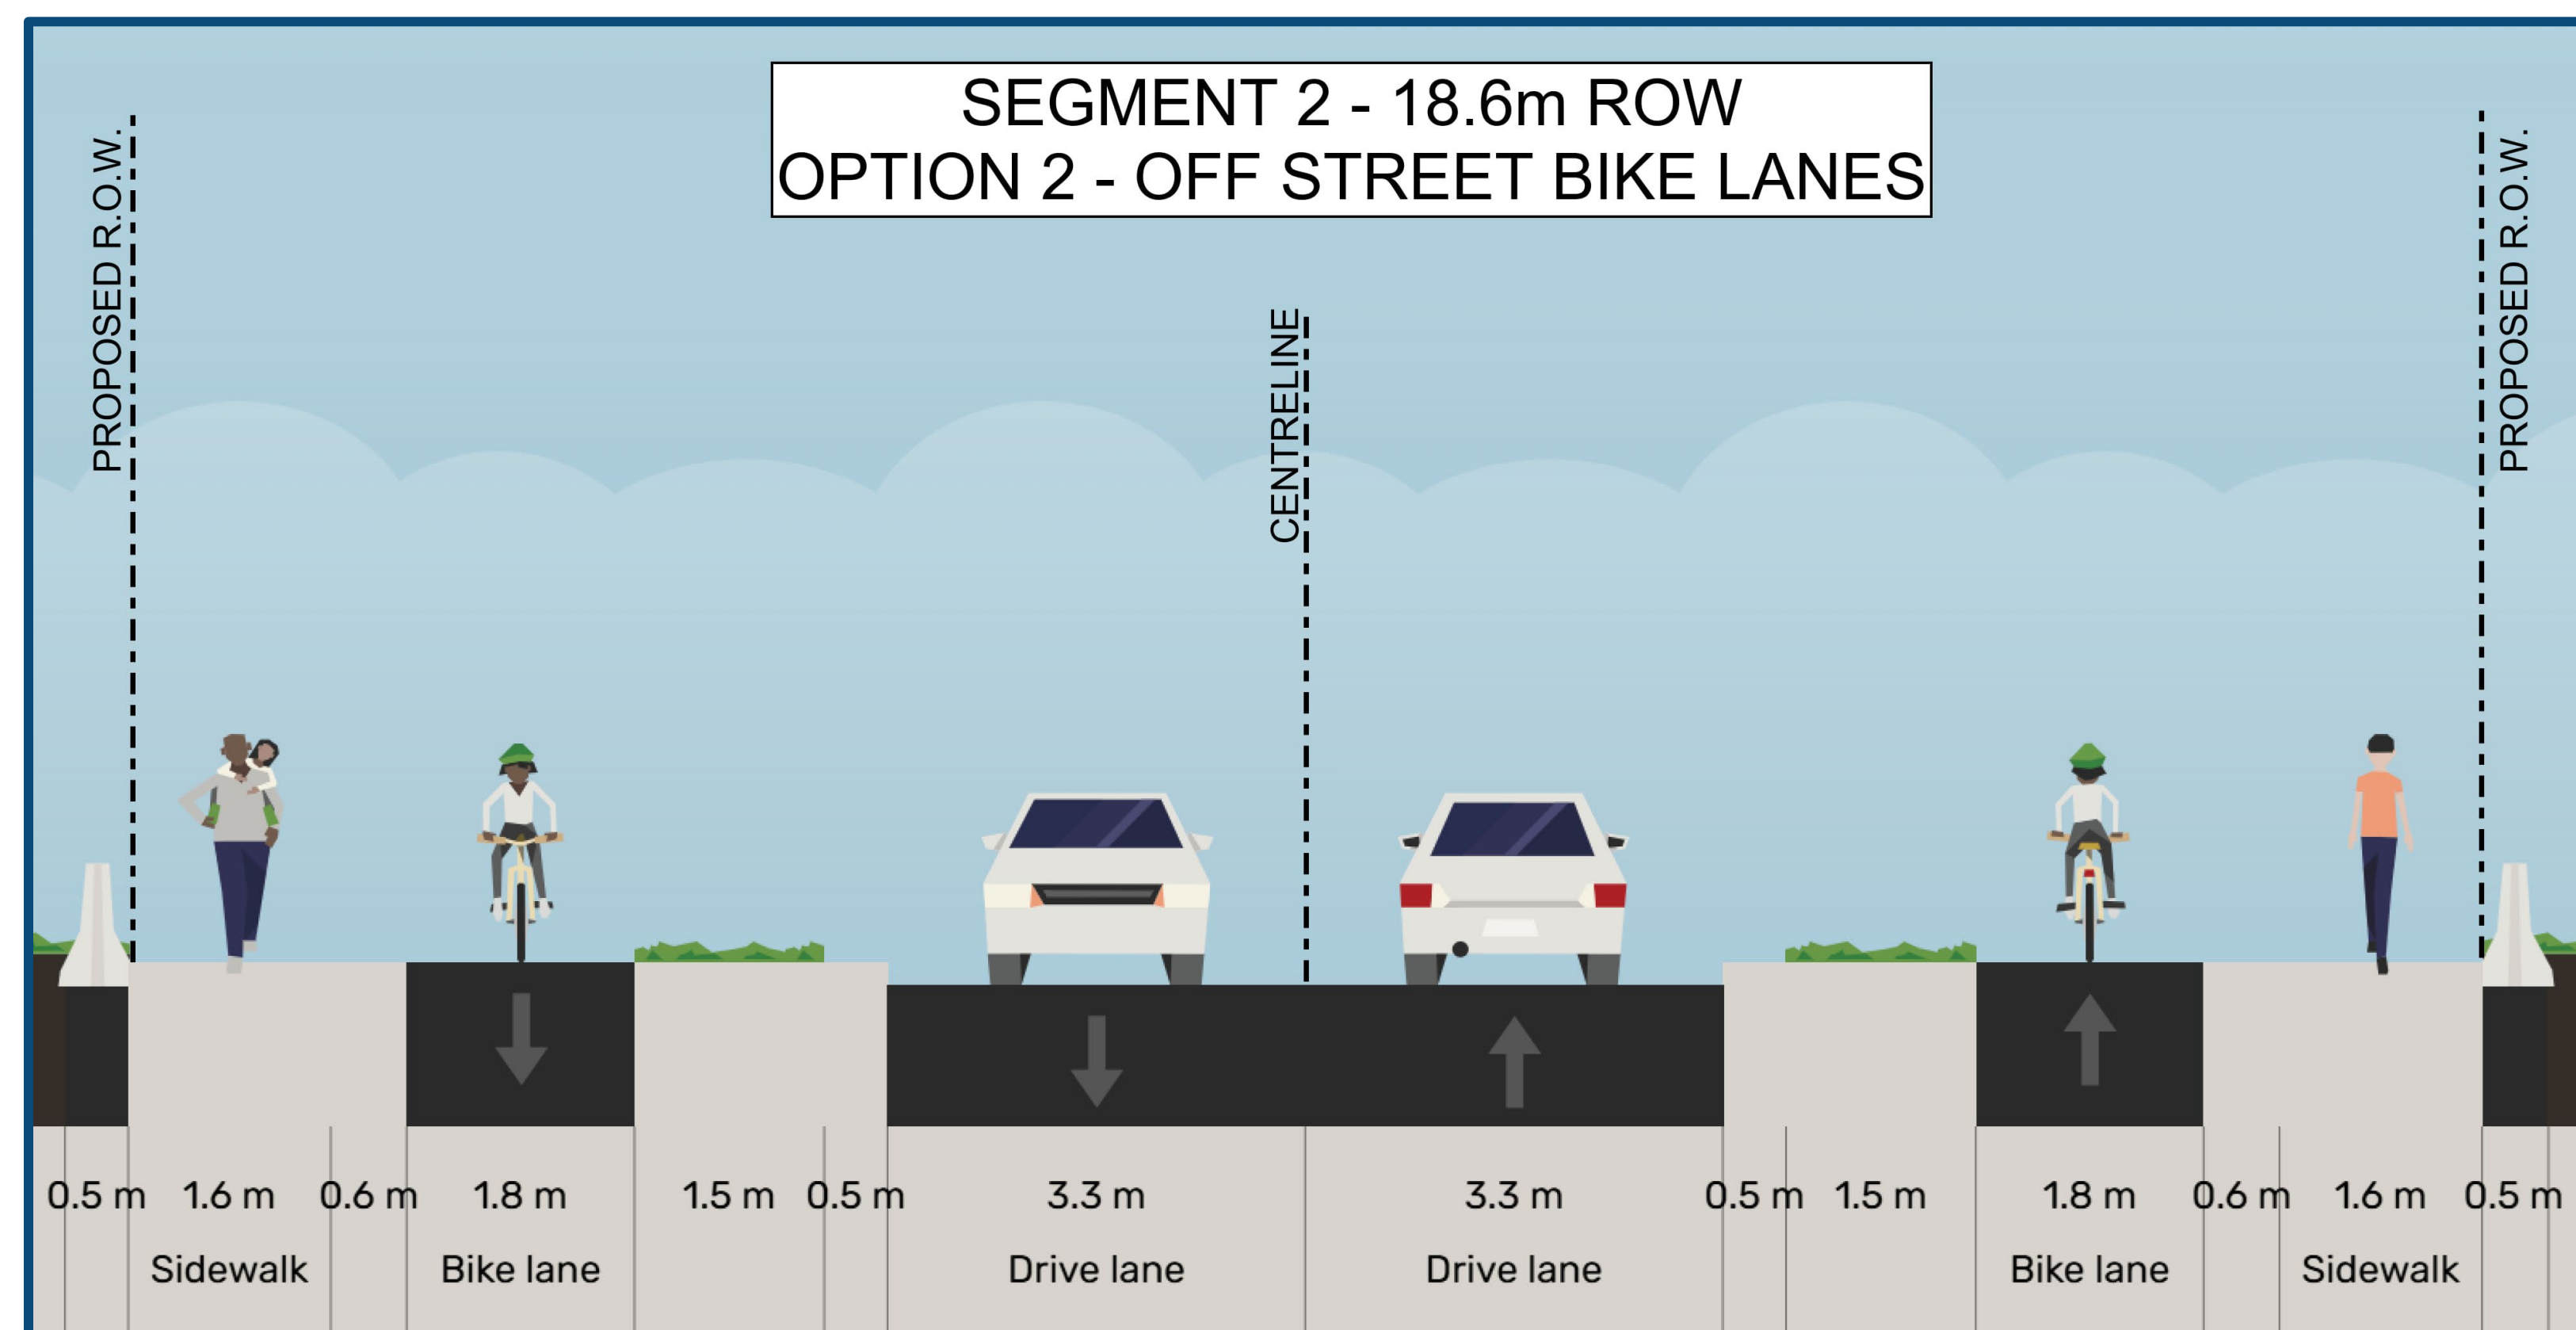 SEGMENT 2 - 18.6m ROW
OPTION 2 - OFF STREET BIKE LANES
PROPOSED R.O.W.
CENTRELINE
PROPOSED R.O.W.
0.5 m 1.6 m 0.6 m 1.8 m 1.5 m 0.5 m 3.3 m 3.3 m 0.5 m 1.5 m 1.8 m 0.6 m 1.6 m 0.5 m
Sidewalk Bike lane Drive lane Drive lane Bike lane Sidewalk